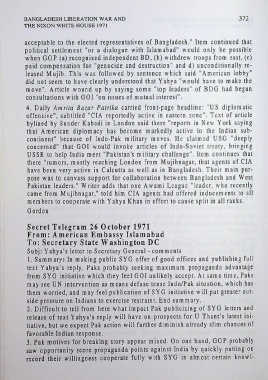 BANGLADESH LIBERATION WAR AND
THE NIXON WHITE HOUSE 1971
372
acceptable to the elected representatives of Bangladesh." Item continued that
political settlements "or a dialogue with Islamabad" would only be possible
when GOP (a) recognised independent BD, (b) withdrew troops from east, (c)
paid compensation for "genocide and destruction" and d) unconditionally re-
leased Mujib. This was followed by sentence which said "American lobby"
did not seem to have clearly understood that Yahya "would have to make the
move". Article wound up by saying some "top leaders" of BDG had begun
consultations with GOI "on issues of mutual interest".
4. Daily Amrita Bazar Patrika carried front-page headline: "US diplomatic
offensive", subtitled "CIA reportedly active in eastern zone". Text of article
bylined by Sunder Kabadi in London said there "reports in New York saying
that American diplomacy has become markedly active in the Indian sub-
continent" because of Indo-Pak military moves. He claimed USG "deeply
concerned" that GOI would invoke articles of Indo-Soviet treaty, bringing
USSR to help India meet "Pakistan's military challenge". Item continues that
there "rumors, mostly reaching London from Mujibnagar, that agents of CIA
have been very active in Calcutta as well as in Bangladesh. Their main pur-
pose was to canvass support for collaboration between Bangladesh and West
Pakistan leaders." Writer adds that one Awami League "leader, who recently
came from Mujibnagar," told him CIA agents had offered inducements to all
members to cooperate with Yahya Khan in effort to cause split in all ranks.
Gordon
Secret Telegram 26 October 1971
From: American Embassy Islamabad
To: Secretary State Washington DC
Subj: Yahya's letter to Secretary General - comments
1. Summary: In making public SYG offer of good offices and publishing full
text Yahya's reply, Paks probably seeking maximum propaganda advantage
from SYG initiative which they feel GOI unlikely accept. At same time, Paks
may see UN intervention as means defuse tense Indo/Pak situation, which has
them worried, and may feel publication of SYG initiative will put greater out-
side pressure on Indians to exercise restraint. End summary.
2. Difficult to tell from here what impact Pak publicizing of SYG letters and
release of text Yahya's reply will have on prospects for U Thant's latest ini-
tiative, but we expect Pak action will further diminish already slim chances of
favorable Indian response.
3. Pak motives for breaking story appear mixed. On one hand, GOP probably
saw opportunity score propaganda points against India by quickly putting on
record their willingness cooperate fully with SYG in almost certain knowl-